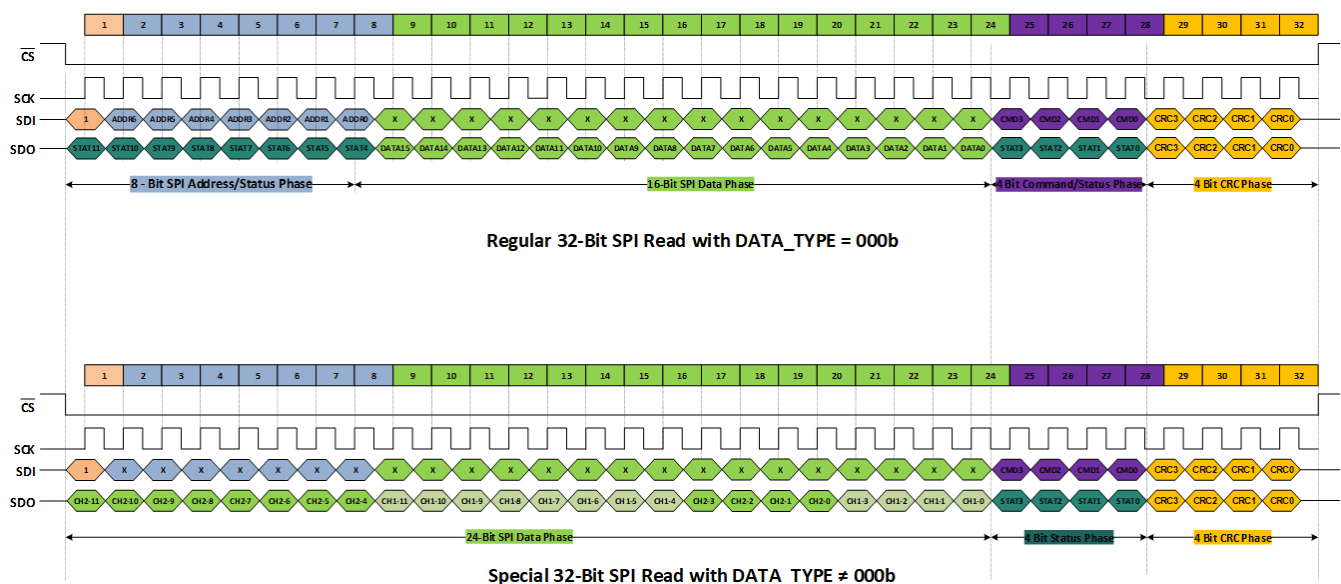 1 2 3 4 5 6 7 8 9 10 11 12 13 14 15 16 17 18 19 20 21 22 23 24 25 26 27 28 29 30 31 32
CS
SCK
SDI 1 ADDR6 ADDR5 ADDR4 ADDR3 ADDR2 ADDR1 ADDR0 X X X X X X X X X X X X X X X X CMD3 CMD2 CMD1 CMD0 CRC3 CRC2 CRC1 CRC0
SDO STAT11 STAT10 STAT9 STAT8 STAT7 STAT6 STAT5 STAT4 DATA15 DATA14 DATA13 DATA12 DATA11 DATA10 DATA9 DATA8 DATA7 DATA6 DATA5 DATA4 DATA3 DATA2 DATA1 DATA0 STAT3 STAT2 STAT1 STAT0 CRC3 CRC2 CRC1 CRC0
8 - Bit SPI Address/Status Phase 16-Bit SPI Data Phase 4 Bit Command/Status Phase 4 Bit CRC Phase
Regular 32-Bit SPI Read with DATA_TYPE = 000b
1 2 3 4 5 6 7 8 9 10 11 12 13 14 15 16 17 18 19 20 21 22 23 24 25 26 27 28 29 30 31 32
CS
SCK
SDI 1 X X X X X X X X X X X X X X X X X X X X X X X CMD3 CMD2 CMD1 CMD0 CRC3 CRC2 CRC1 CRC0
SDO CH2-11 CH2-10 CH2-9 CH2-8 CH2-7 CH2-6 CH2-5 CH2-4 CH1-11 CH1-10 CH1-9 CH1-8 CH1-7 CH1-6 CH1-5 CH1-4 CH2-3 CH2-2 CH2-1 CH2-0 CH1-3 CH1-2 CH1-1 CH1-0 STAT3 STAT2 STAT1 STAT0 CRC3 CRC2 CRC1 CRC0
24-Bit SPI Data Phase 4 Bit Status Phase 4 Bit CRC Phase
Special 32-Bit SPI Read with DATA_TYPE ≠ 000b